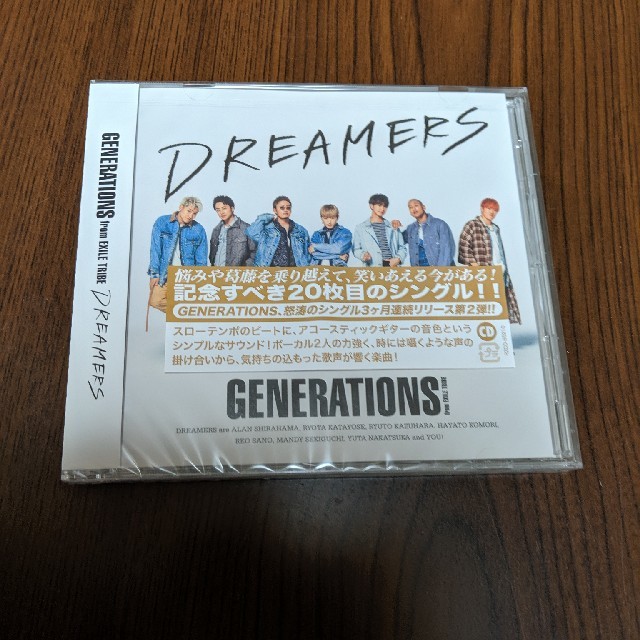 DREAMERS
GENERATIONS from EXILE TRIBE DREAMERS
悩みや葛藤を乗り越えて、笑いあえる今がある!
記念すべき20枚目のシングル!!
GENERATIONS、怒涛のシングル3ヶ月連続リリース第2弾!!
スローテンポのビートに、アコースティックギターの音色という
シンプルなサウンド!ボーカル2人の力強く、時には囁くような声の
掛け合いから、気持ちの込もった歌声が響く楽曲!
CD
GENERATIONS
from EXILE TRIBE
DREAMERS are ALAN SHIRAHAMA, RYOTA KATAYOSE, RYUTO KAZUHARA, HAYATO KOMORI,
REO SANO, MANDY SEKIGUCHI, YUTA NAKATSUKA and YOU!